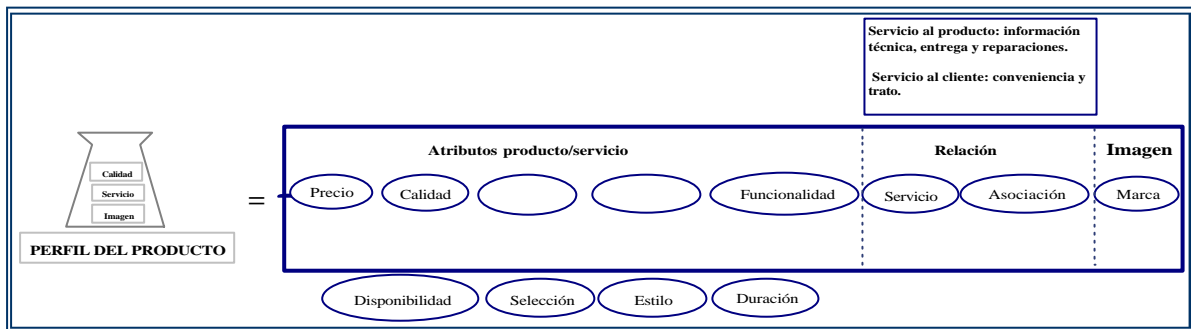 Servicio al producto: información
técnica, entrega y reparaciones.
Servicio al cliente: conveniencia y
trato.
Atributos producto/servicio
Relación
Imagen
Calidad
Servicio
Imagen
PERFIL DEL PRODUCTO
=
Precio
Calidad
Funcionalidad
Servicio
Asociación
Marca
Disponibilidad
Selección
Estilo
Duración